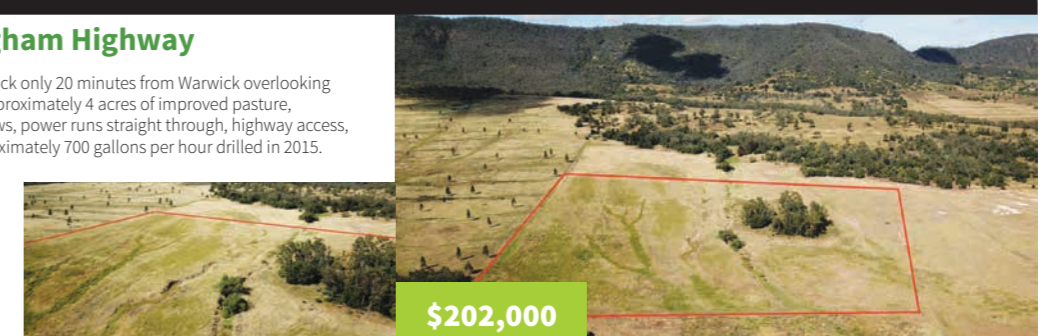 gham Highway
ck only 20 minutes from Warwick overlooking
proximately 4 acres of improved pasture,
ws, power runs straight through, highway access,
ximately 700 gallons per hour drilled in 2015.
$202,000